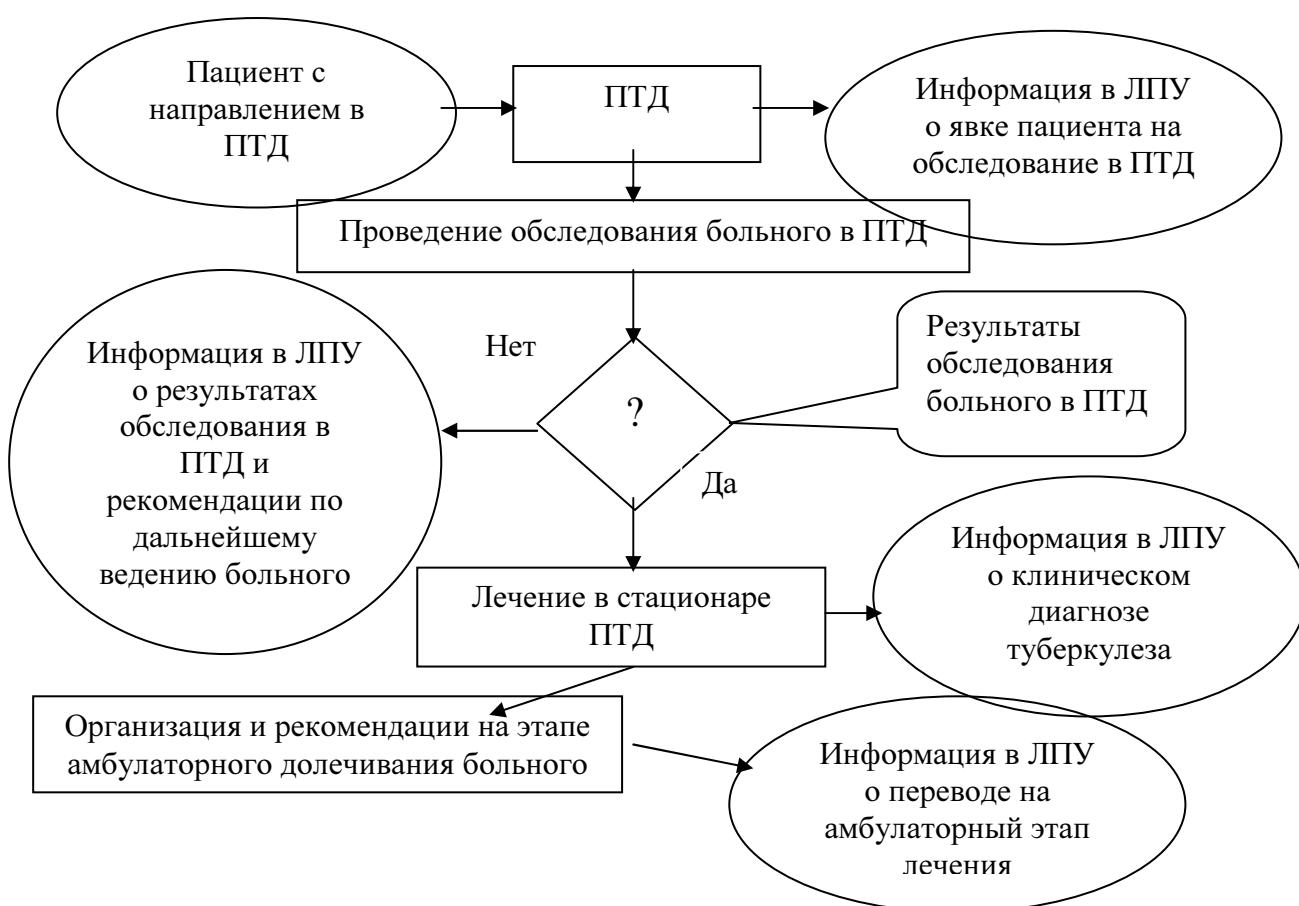 Пациент с
направлением в
ПТД
ПТД
Информация в ЛПУ
о явке пациента на
обследование в ПТД
Проведение обследования больного в ПТД
Нет
Информация в ЛПУ
о результатах
обследования в
ПТД и
рекомендации по
дальнейшему
ведению больного
?
Результаты
обследования
больного в ПТД
Да
Лечение в стационаре
ПТД
Информация в ЛПУ
о клиническом
диагнозе
туберкулеза
Организация и рекомендации на этапе
амбулаторного долечивания больного
Информация в ЛПУ
о переводе на
амбулаторный этап
лечения